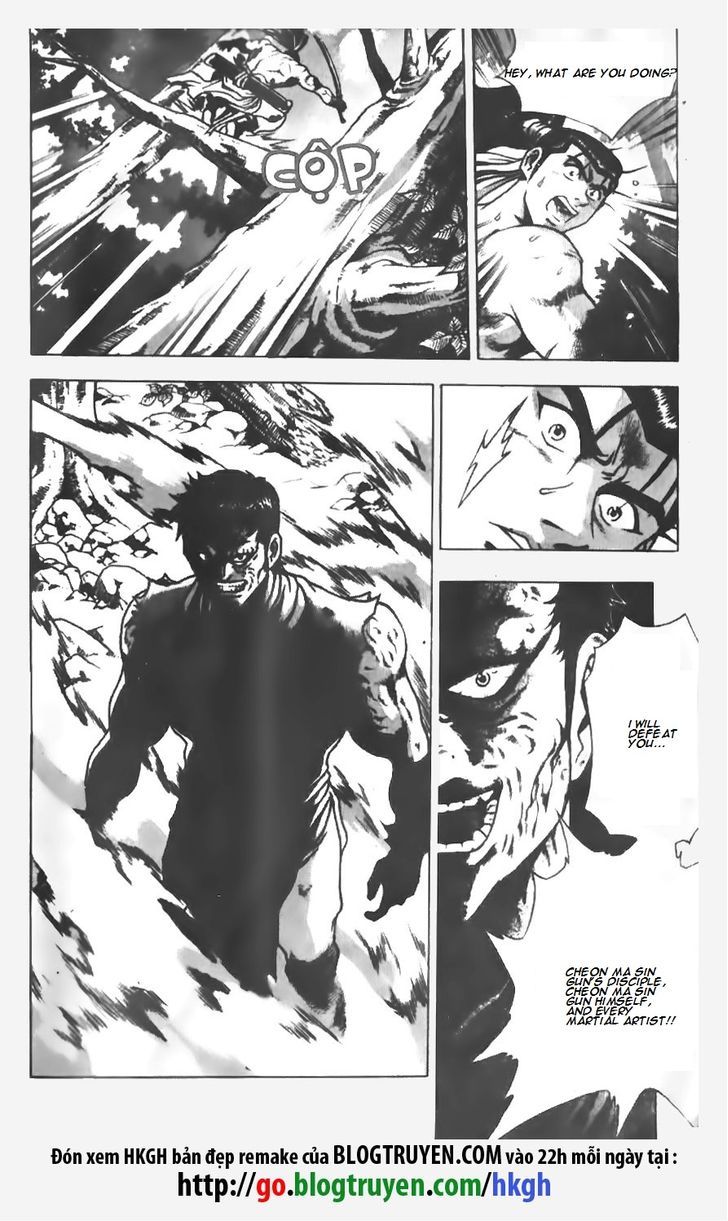 CỘP
HEY, WHAT ARE YOU DOING?
I WILL
DEFEAT
YOU...
CHEON MA SIN
GUN'S DISCIPLE,
CHEON MA SIN
GUN HIMSELF,
AND EVERY
MARTIAL ARTIST!!
Đón xem HKGH bản đẹp remake của BLOGTRUYEN.COM vào 22h mỗi ngày tại :
http://go.blogtruyen.com/hkgh